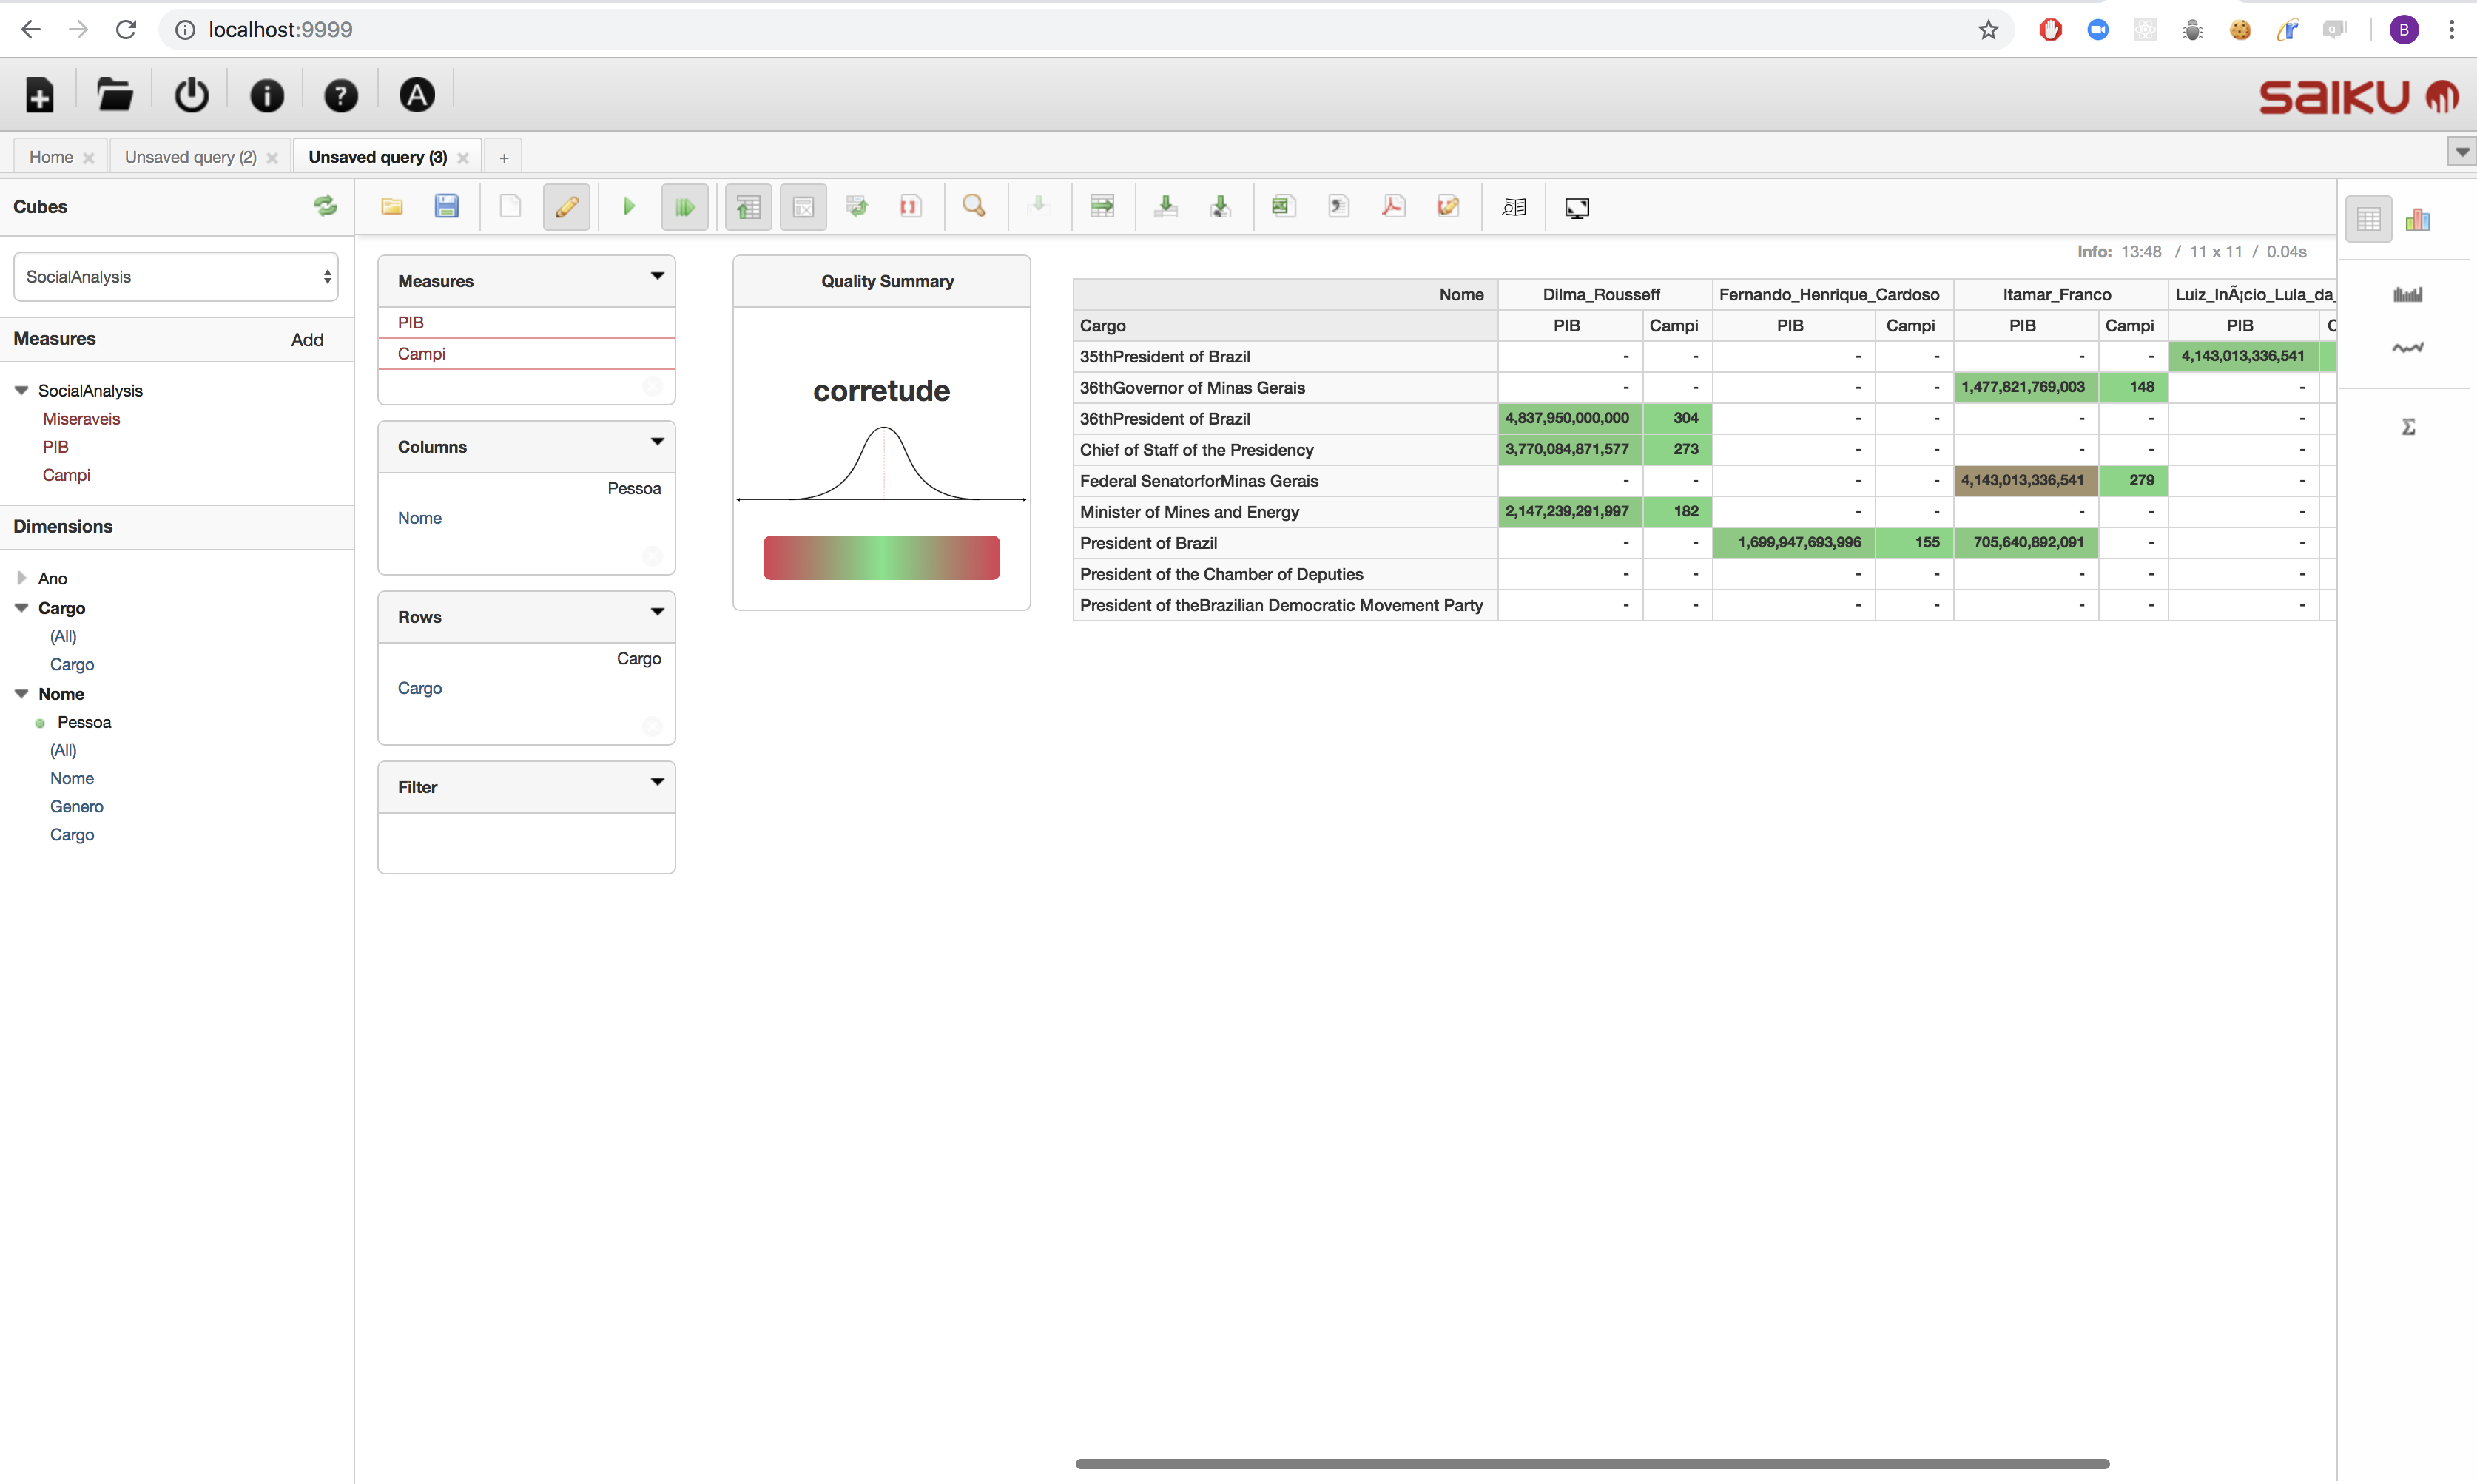 localhost:9999
B
saiku
Home
Unsaved query (2)
Unsaved query (3)
+
Cubes
SocialAnalysis
Measures Add
SocialAnalysis
Miseraveis
PIB
Campi
Dimensions
Ano
Cargo
(All)
Cargo
Nome
Pessoa
(All)
Nome
Genero
Cargo
Measures
PIB
Campi
Columns
Pessoa
Nome
Rows
Cargo
Cargo
Filter
Quality Summary
corretude
Info: 13:48 / 11 x 11 / 0.04s
Nome Dilma_Rousseff Fernando_Henrique_Cardoso Itamar_Franco Luiz_InÃ¡cio_Lula_da_
Cargo PIB Campi PIB Campi PIB Campi PIB C
35thPresident of Brazil - - - - - - 4,143,013,336,541
36thGovernor of Minas Gerais - - - - 1,477,821,769,003 148 -
36thPresident of Brazil 4,837,950,000,000 304 - - - - -
Chief of Staff of the Presidency 3,770,084,871,577 273 - - - - -
Federal SenatorforMinas Gerais - - - - 4,143,013,336,541 279 -
Minister of Mines and Energy 2,147,239,291,997 182 - - - - -
President of Brazil - - 1,699,947,693,996 155 705,640,892,091 - -
President of the Chamber of Deputies - - - - - - -
President of theBrazilian Democratic Movement Party - - - - - - -
Σ